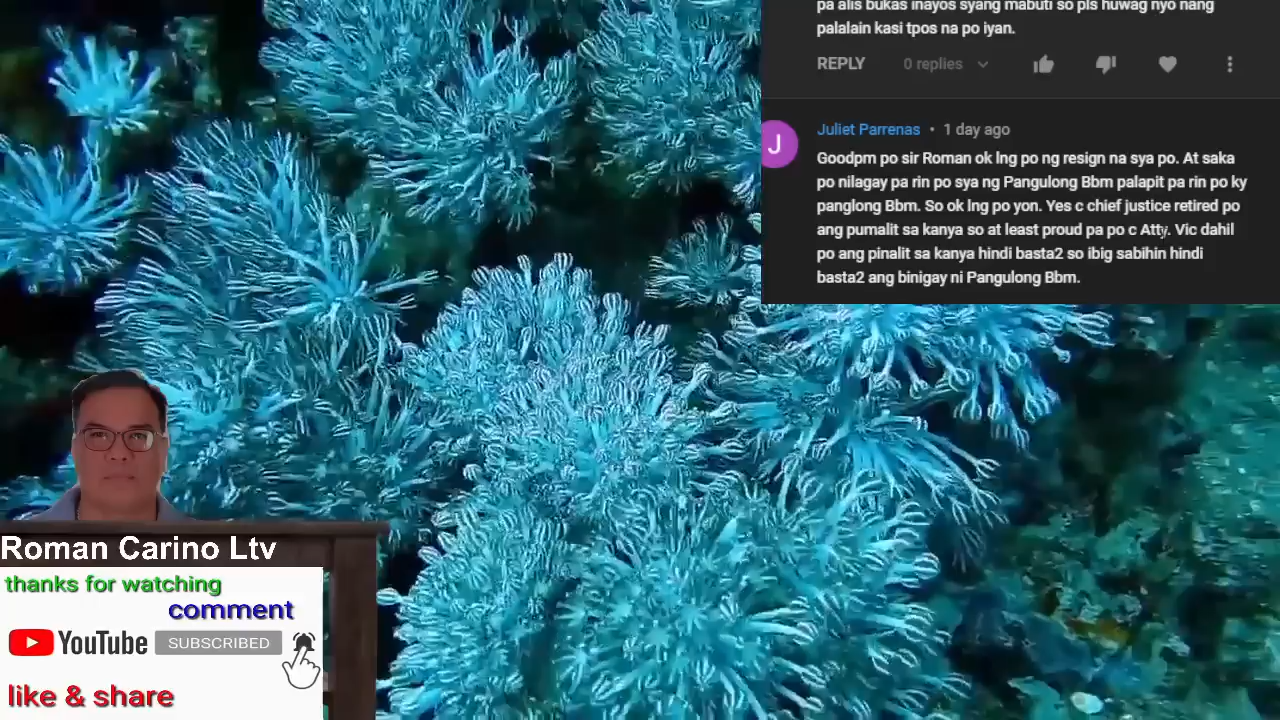 pa alis bukas inayos syang mabuti so pls huwag nyo nang
palalain kasi tpos na po iyan.
REPLY 0 replies
J
Juliet Parrenas • 1 day ago
Goodpm po sir Roman ok lng po ng resign na sya po. At saka
po nilagay pa rin po sya ng Pangulong Bbm palapit pa rin po ky
panglong Bbm. So ok lng po yon. Yes c chief justice retired po
ang pumalit sa kanya so at least proud pa po c Atty. Vic dahil
po ang pinalit sa kanya hindi basta2 so ibig sabihin hindi
basta2 ang binigay ni Pangulong Bbm.
Roman Carino Ltv
thanks for watching
comment
YouTube SUBSCRIBED
like & share